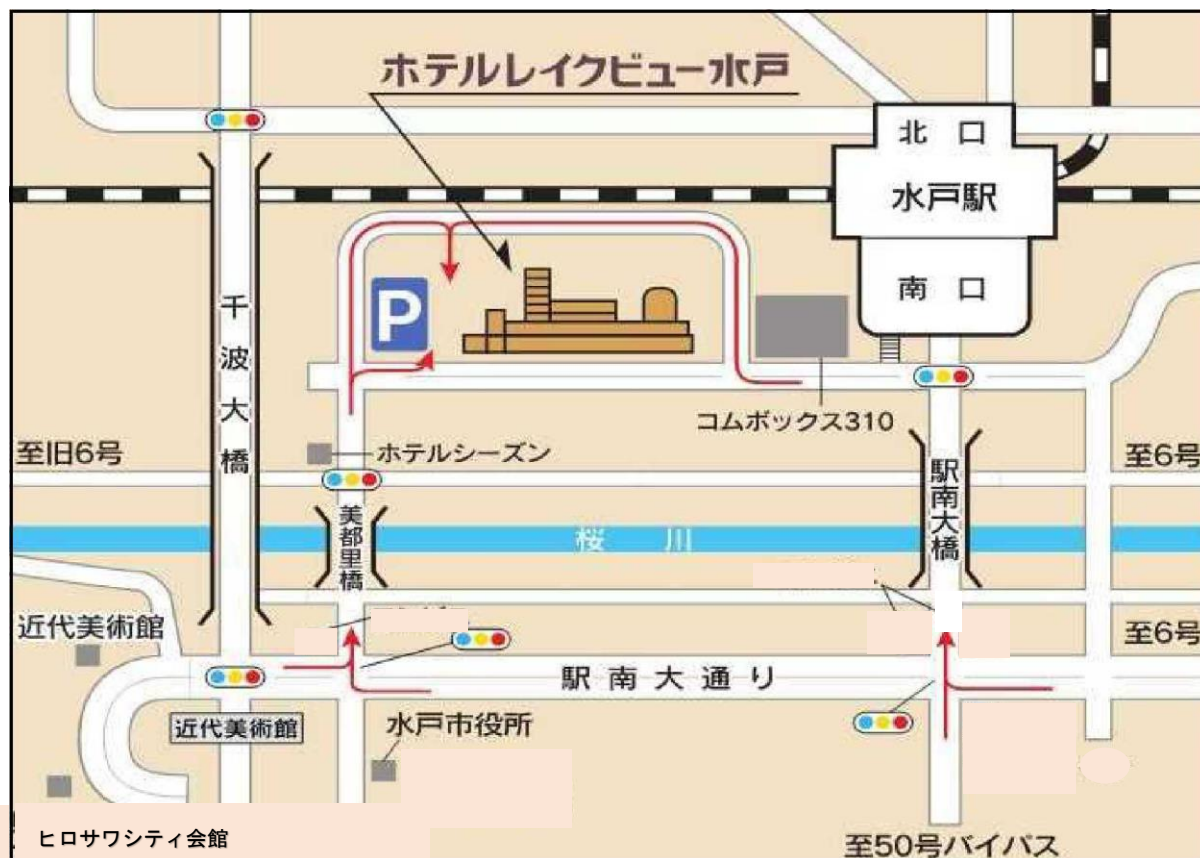 ホテルレイクビュー水戸
北口
水戸駅
南口
P
千波大橋
コムボックス310
至旧6号
ホテルシーズン
至6号
駅南大橋
美都里橋
桜川
近代美術館
至6号
駅南大通り
近代美術館
水戸市役所
ヒロサワシティ会館
至50号バイパス